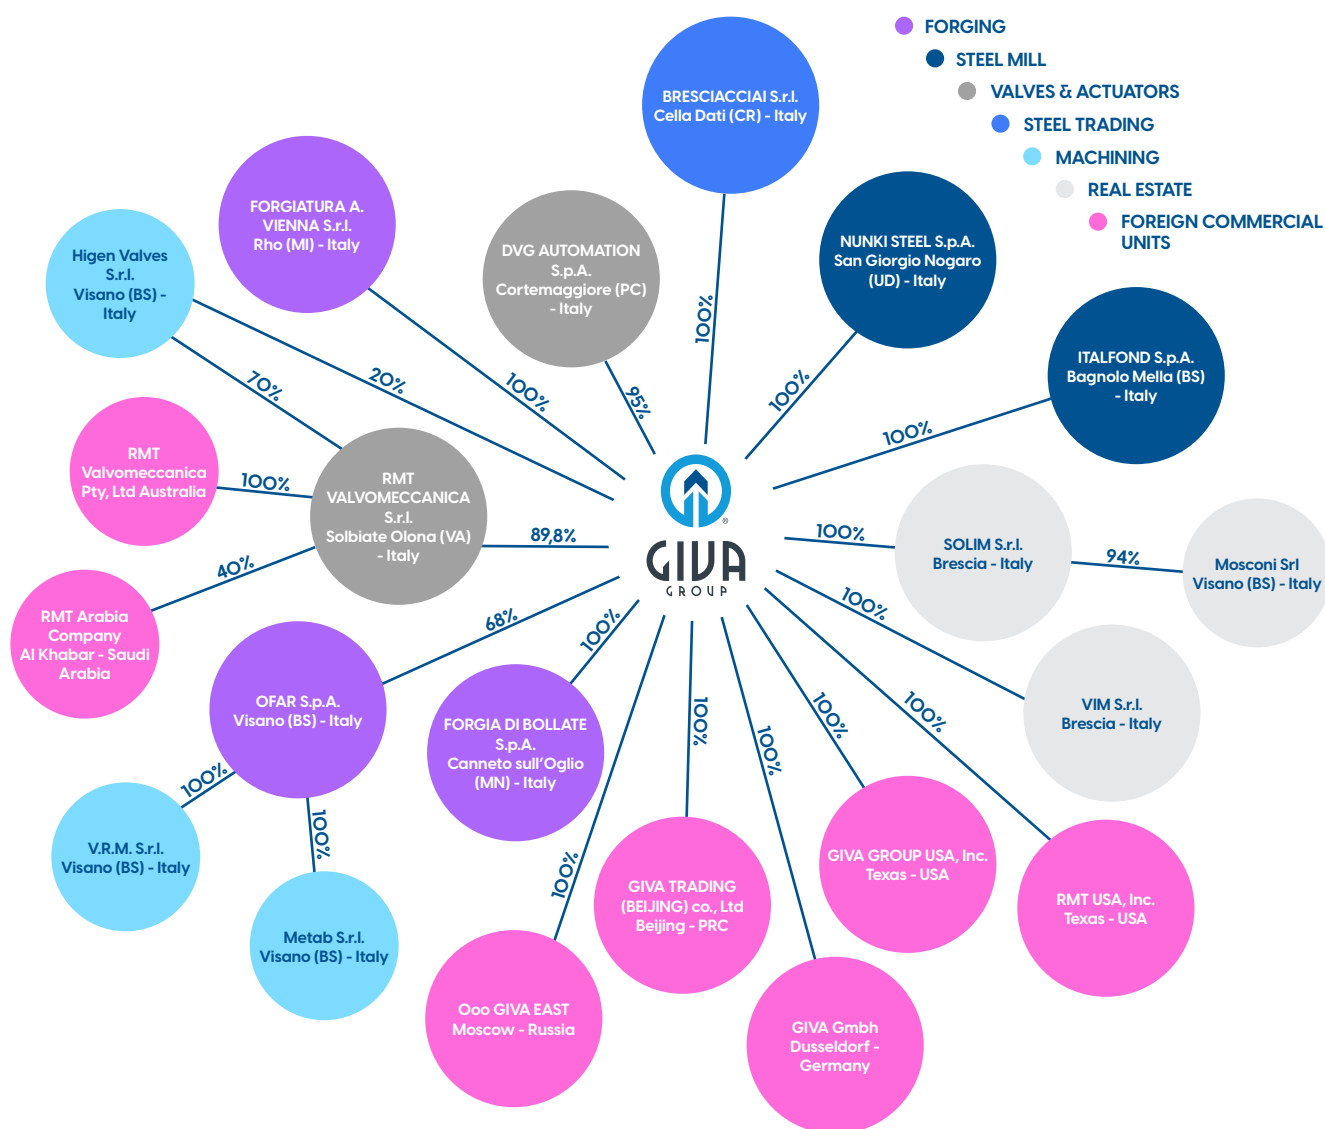 FORGING
STEEL MILL
VALVES & ACTUATORS
STEEL TRADING
MACHINING
REAL ESTATE
FOREIGN COMMERCIAL
UNITS
BRESCIACCIAI S.r.l.
Cella Dati (CR) - Italy
FORGIATURA A.
VIENNA S.r.l.
Rho (MI) - Italy
DVG AUTOMATION
S.p.A.
Cortemaggiore (PC)
- Italy
NUNKI STEEL S.p.A.
San Giorgio Nogaro
(UD) - Italy
Higen Valves
S.r.l.
Visano (BS) -
Italy
ITALFOND S.p.A.
Bagnolo Mella (BS)
- Italy
100%
70%
20%
100%
95%
100%
100%
RMT
Valvomeccanica
Pty, Ltd Australia
100%
RMT
VALVOMECCANICA
S.r.l.
Solbiate Olona (VA)
- Italy
89,8%
GIVA
GROUP
®
100%
SOLIM S.r.l.
Brescia - Italy
94%
Mosconi Srl
Visano (BS) - Italy
40%
RMT Arabia
Company
Al Khabar - Saudi
Arabia
68%
100%
100%
OFAR S.p.A.
Visano (BS) - Italy
FORGIA DI BOLLATE
S.p.A.
Canneto sull'Oglio
(MN) - Italy
100%
100%
100%
100%
VIM S.r.l.
Brescia - Italy
100%
100%
100%
V.R.M. S.r.l.
Visano (BS) - Italy
Metab S.r.l.
Visano (BS) - Italy
GIVA TRADING
(BEIJING) co., Ltd
Beijing - PRC
GIVA GROUP USA, Inc.
Texas - USA
RMT USA, Inc.
Texas - USA
Ooo GIVA EAST
Moscow - Russia
GIVA Gmbh
Dusseldorf -
Germany